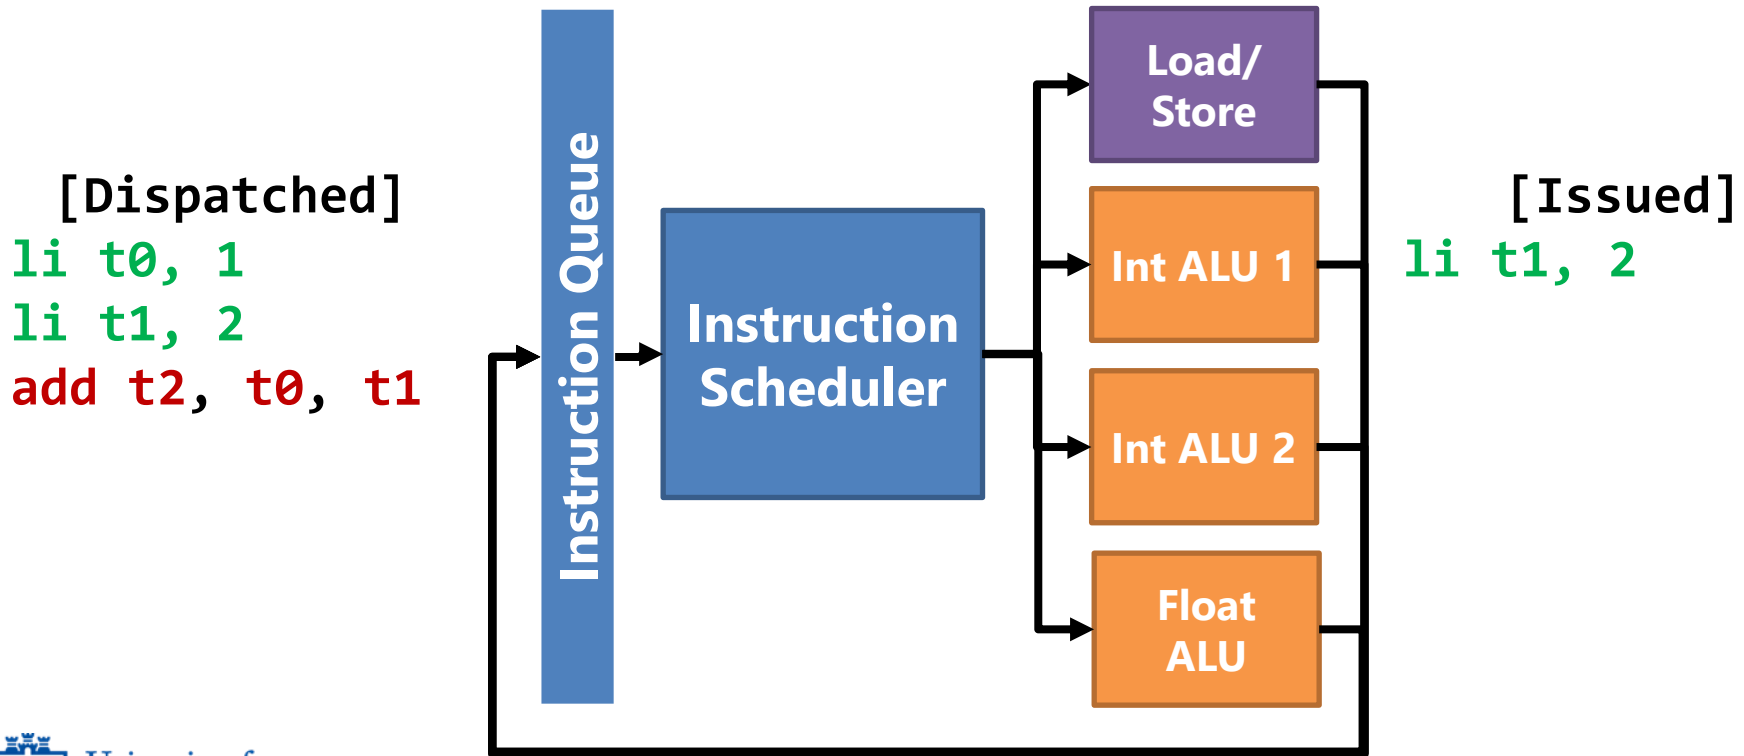 [Dispatched]
li t0, 1
li t1, 2
add t2, t0, t1
Instruction Queue
Instruction
Scheduler
Load/
Store
Int ALU 1
Int ALU 2
Float
ALU
[Issued]
li t1, 2